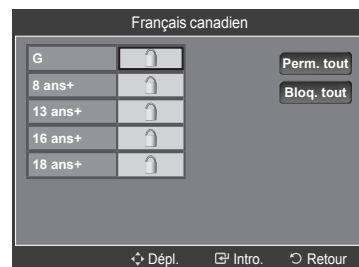 Français canadien
G
Perm. tout
8 ans+
Bloq. tout
13 ans+
16 ans+
18 ans+
Dépl. Intro. Retour